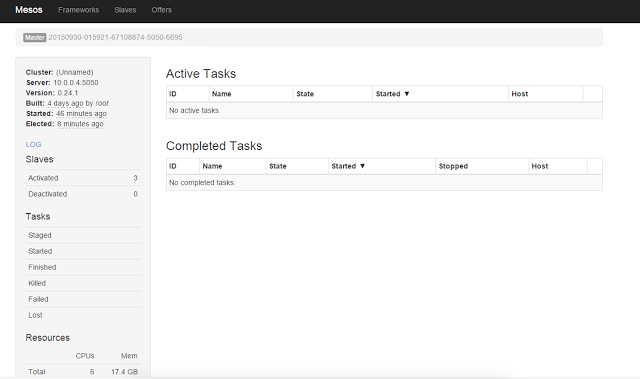 Mesos Frameworks Slaves Offers
Master 20150930-015921-67108874-5050-6695
Cluster: (Unnamed)
Server: 10.0.0.4:5050
Version: 0.24.1
Built: 4 days ago by root
Started: 46 minutes ago
Elected: 8 minutes ago
LOG
Slaves
Activated 3
Deactivated 0
Tasks
Staged
Started
Finished
Killed
Failed
Lost
Resources
CPUs Mem
Total 6 17.4 GB
Active Tasks
ID Name State Started ▼ Host
No active tasks.
Completed Tasks
ID Name State Started ▼ Stopped Host
No completed tasks.